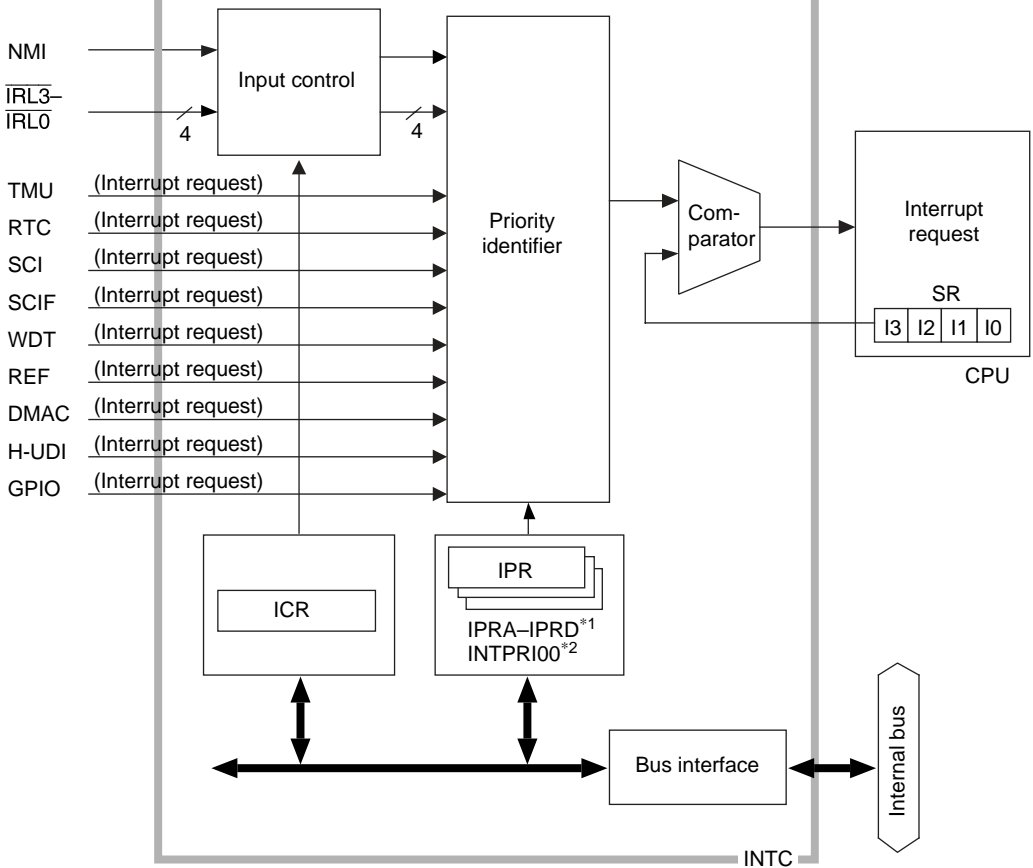 NMI
IRL3–
IRL0
4
Input control
4
TMU (Interrupt request)
RTC (Interrupt request)
SCI (Interrupt request)
SCIF (Interrupt request)
WDT (Interrupt request)
REF (Interrupt request)
DMAC (Interrupt request)
H-UDI (Interrupt request)
GPIO (Interrupt request)
Priority
identifier
Com-
parator
Interrupt
request
SR
I3 I2 I1 I0
CPU
ICR
IPR
IPRA–IPRD*1
INTPRI00*2
Bus interface
Internal bus
INTC